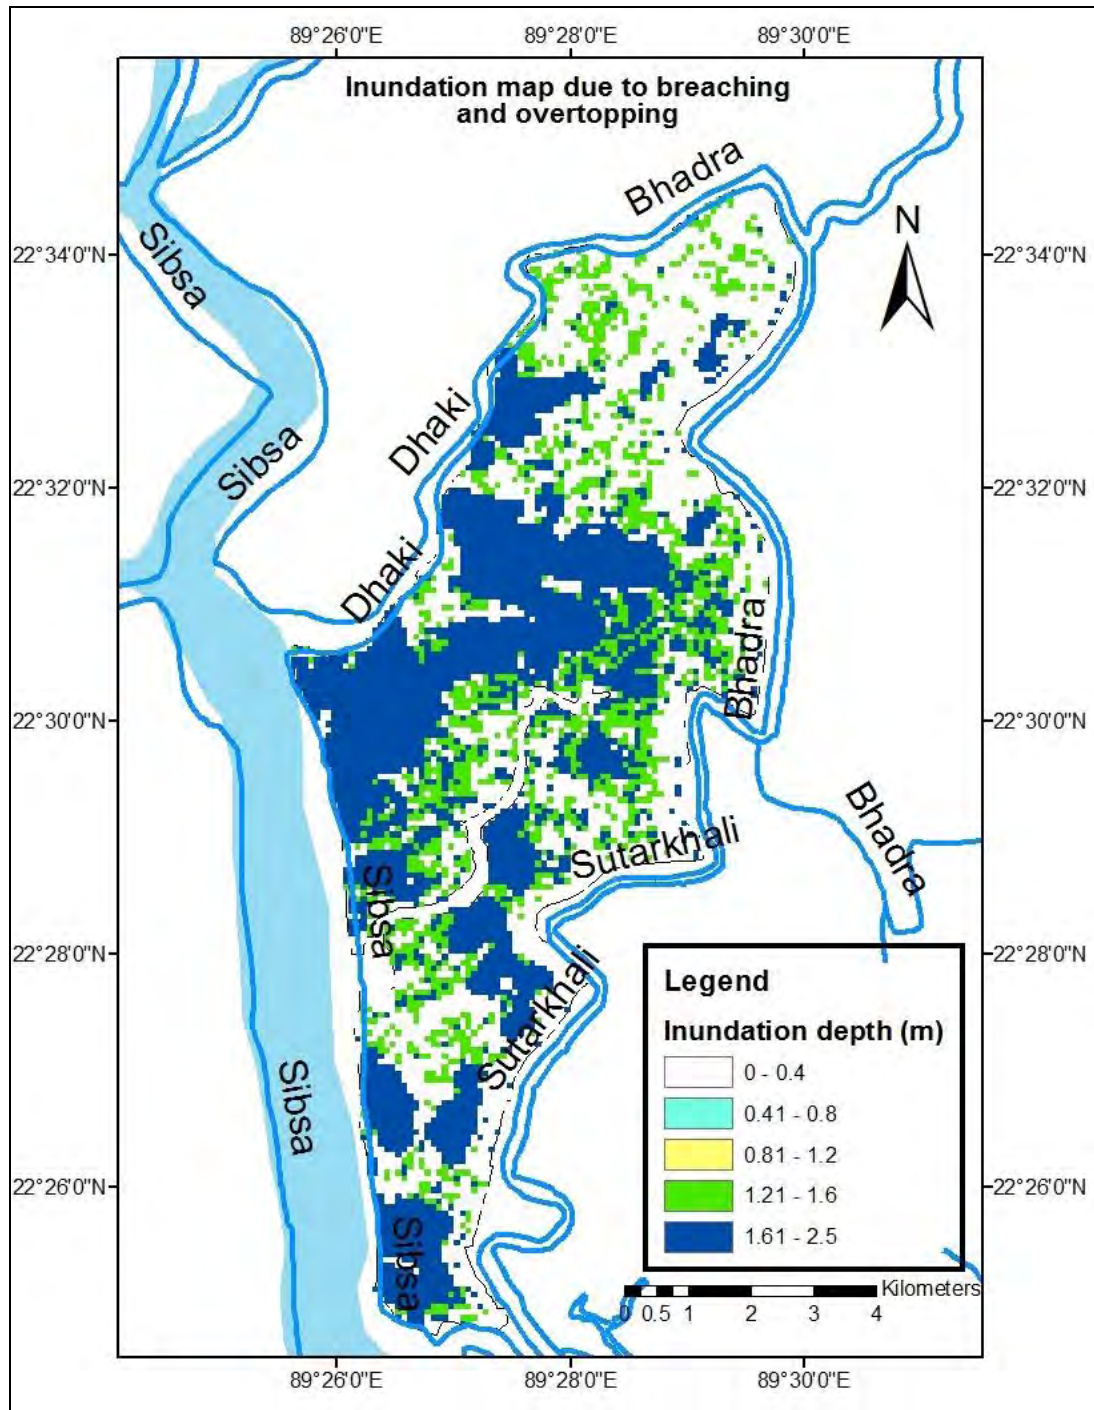 89°26'0"E 89°28'0"E 89°30'0"E
Inundation map due to breaching
and overtopping
Bhadra
N
22°34'0"N 22°34'0"N
Sibsa
Dhaki
Sibsa
22°32'0"N 22°32'0"N
Dhaki
Bhadra
22°30'0"N 22°30'0"N
Bhadra
Sutarkhali
Sibsa
22°28'0"N 22°28'0"N
Sutarkhali
Sibsa
22°26'0"N 22°26'0"N
Sibsa
Legend
Inundation depth (m)
0 - 0.4
0.41 - 0.8
0.81 - 1.2
1.21 - 1.6
1.61 - 2.5
Kilometers
0 0.5 1 2 3 4
89°26'0"E 89°28'0"E 89°30'0"E